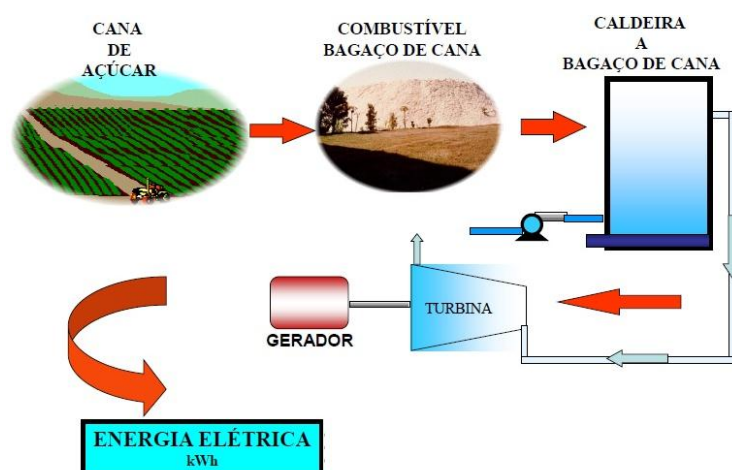 CANA
DE
AÇÚCAR
COMBUSTÍVEL
BAGAÇO DE CANA
CALDEIRA
A
BAGAÇO DE CANA
TURBINA
GERADOR
ENERGIA ELÉTRICA
kWh